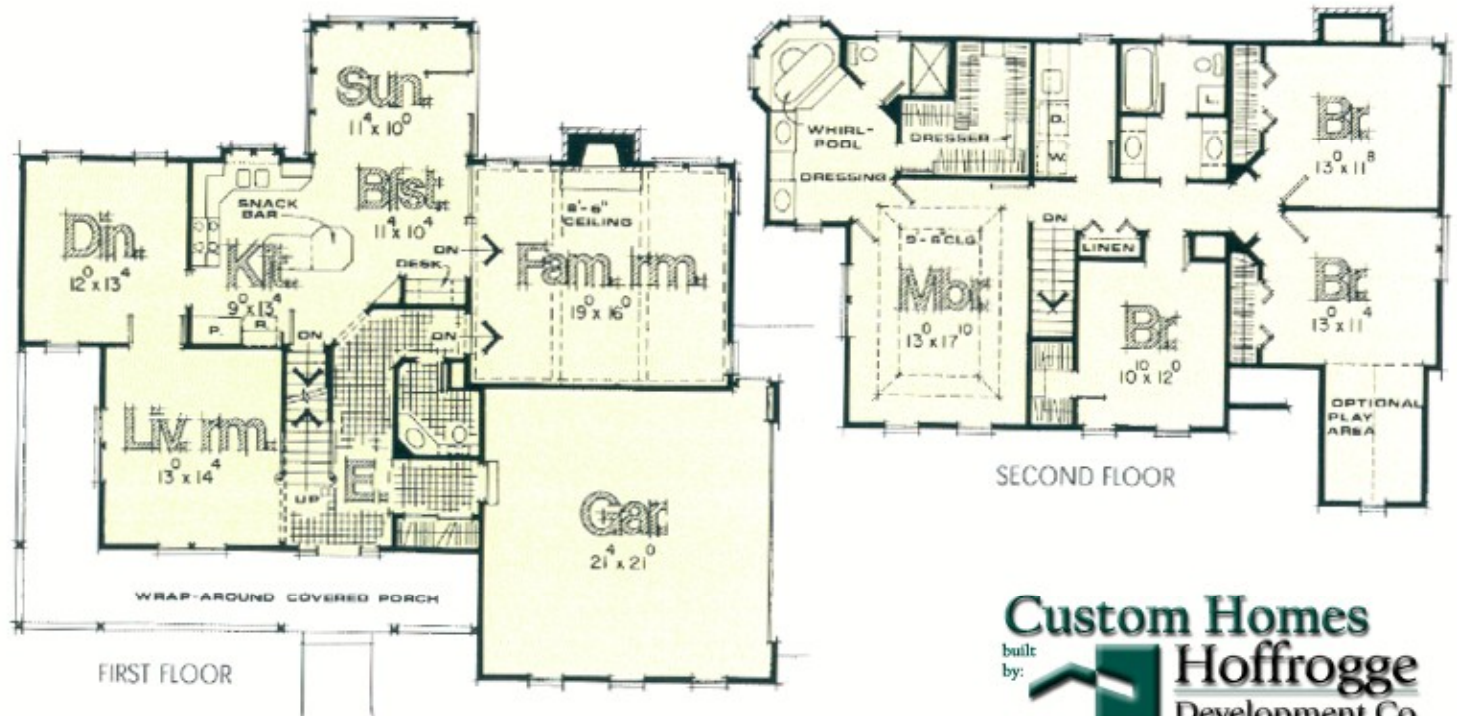 Sun.
11⁴ x 10⁰
Bfst.
11⁴ x 10⁴
SNACK
BAR
Din.
12⁰ x 13⁴
Kit.
9⁰ x 13⁴
P.
R.
DESK
DN
DN
DN
8'-6"
CEILING
Fam. rm.
19⁰ x 16⁰
Liv. rm.
13⁰ x 14⁴
UP
E.
Gar.
21⁴ x 21⁰
WRAP-AROUND COVERED PORCH
FIRST FLOOR
WHIRL-
POOL
DRESSER
DRESSING
D.
W.
L.
Br.
13⁰ x 11⁸
9'-6" CLG.
Mbr.
13⁰ x 17¹⁰
DN
LINEN
Br.
10¹⁰ x 12⁰
Br.
13⁰ x 11⁴
OPTIONAL
PLAY
AREA
SECOND FLOOR
Custom Homes
built
by:
Hoffrogge
Development Co.